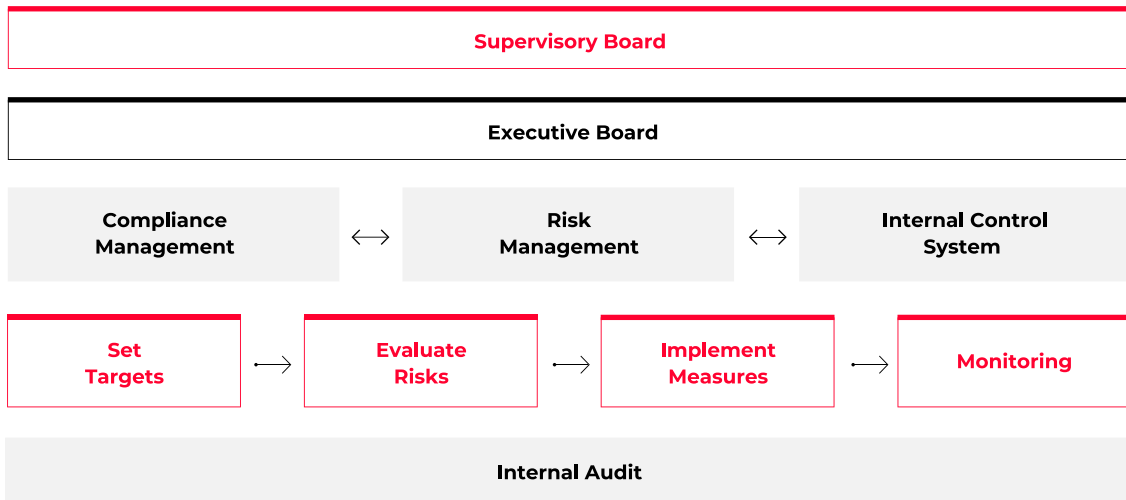 Supervisory Board
Executive Board
Compliance
Management
Risk
Management
Internal Control
System
Set
Targets
Evaluate
Risks
Implement
Measures
Monitoring
Internal Audit